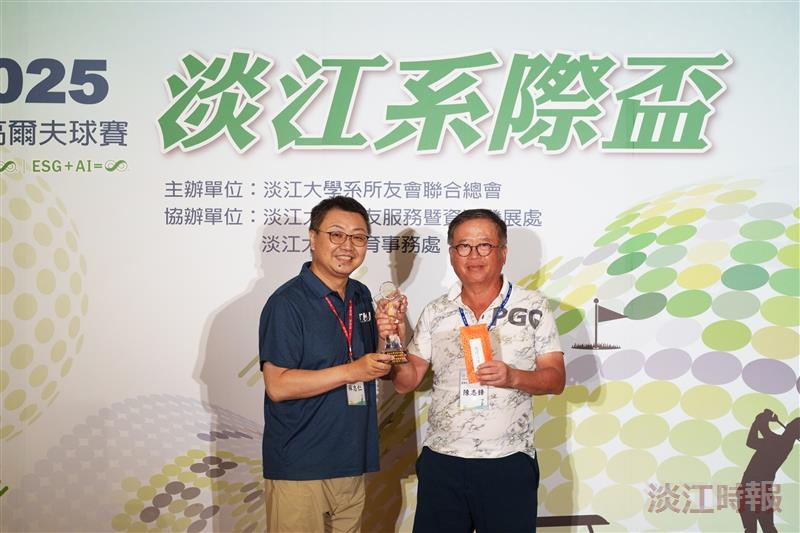 2025
高爾夫球賽
| ESG+AI=
淡江系際盃
主辦單位：淡江大學系所友會聯合總會
協辦單位：淡江大 友服務暨資 展處
淡江大 育事務處
PGC
陳志鋒
淡江時報